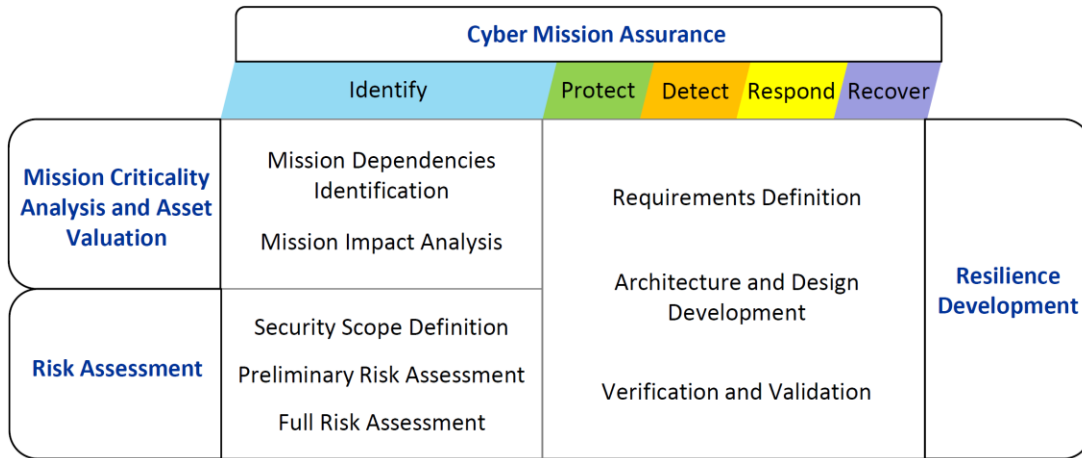 Cyber Mission Assurance
Identify
Protect
Detect
Respond
Recover
Mission Criticality
Analysis and Asset
Valuation
Mission Dependencies
Identification
Mission Impact Analysis
Risk Assessment
Security Scope Definition
Preliminary Risk Assessment
Full Risk Assessment
Requirements Definition
Architecture and Design
Development
Verification and Validation
Resilience
Development